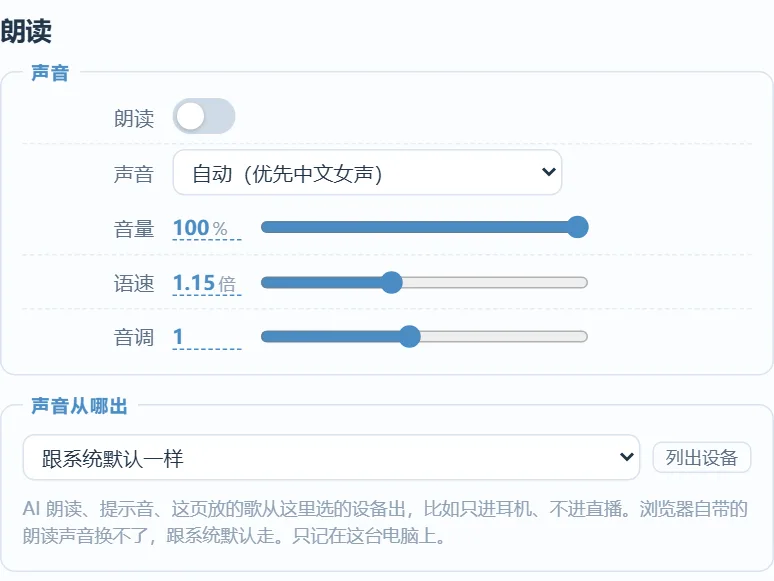 朗读
声音
朗读
声音 自动（优先中文女声）
音量 100 %
语速 1.15 倍
音调 1
声音从哪出
跟系统默认一样 列出设备
AI 朗读、提示音、这页放的歌从这里选的设备出，比如只进耳机、不进直播。浏览器自带的
朗读声音换不了，跟系统默认走。只记在这台电脑上。